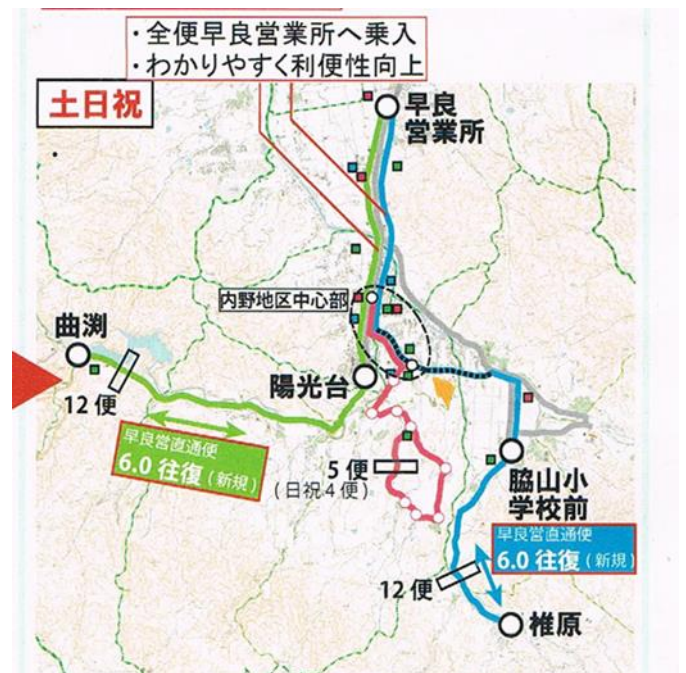 ・全便早良営業所へ乗入
・わかりやすく利便性向上
土日祝
早良
営業所
内野地区中心部
曲渕
12便
陽光台
早良営直通便
6.0 往復（新規）
5便
(日祝4便)
脇山小
学校前
早良営直通便
6.0 往復（新規）
12便
椎原